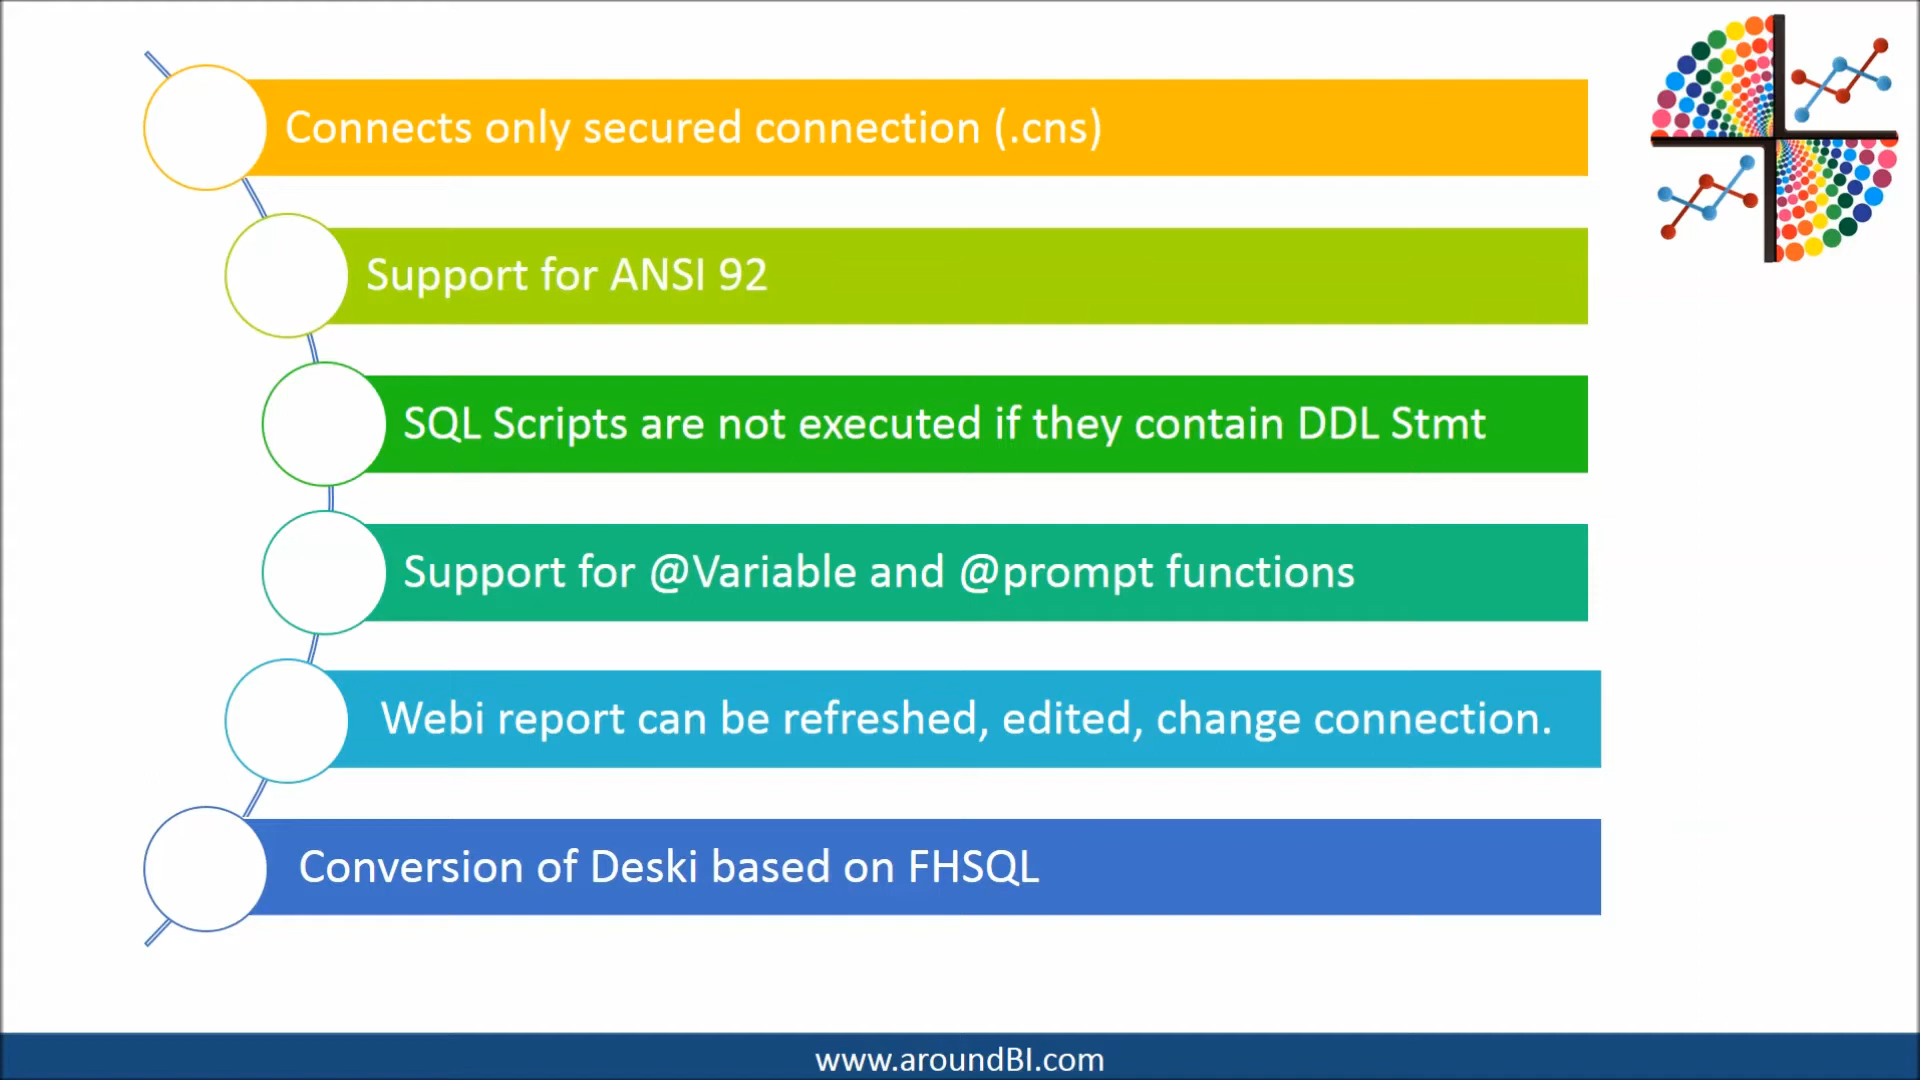 Connects only secured connection (.cns)
Support for ANSI 92
SQL Scripts are not executed if they contain DDL Stmt
Support for @Variable and @prompt functions
Webi report can be refreshed, edited, change connection.
Conversion of Deski based on FHSQL
www.aroundBI.com